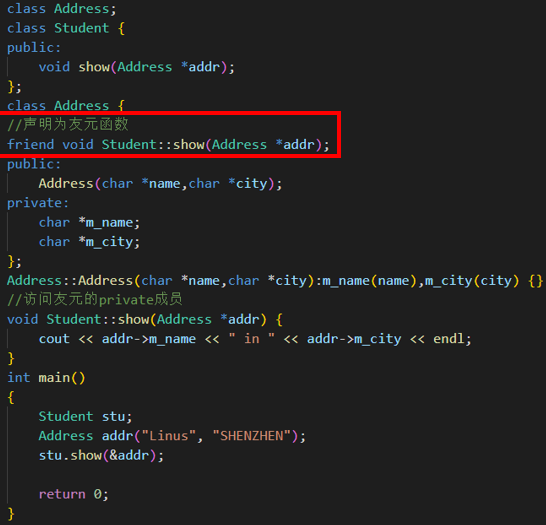 class Address;
class Student {
public:
    void show(Address *addr);
};
class Address {
//声明为友元函数
friend void Student::show(Address *addr);
public:
    Address(char *name,char *city);
private:
    char *m_name;
    char *m_city;
};
Address::Address(char *name,char *city):m_name(name),m_city(city) {}
//访问友元的private成员
void Student::show(Address *addr) {
    cout << addr->m_name << " in " << addr->m_city << endl;
}
int main()
{
    Student stu;
    Address addr("Linus", "SHENZHEN");
    stu.show(&addr);

    return 0;
}